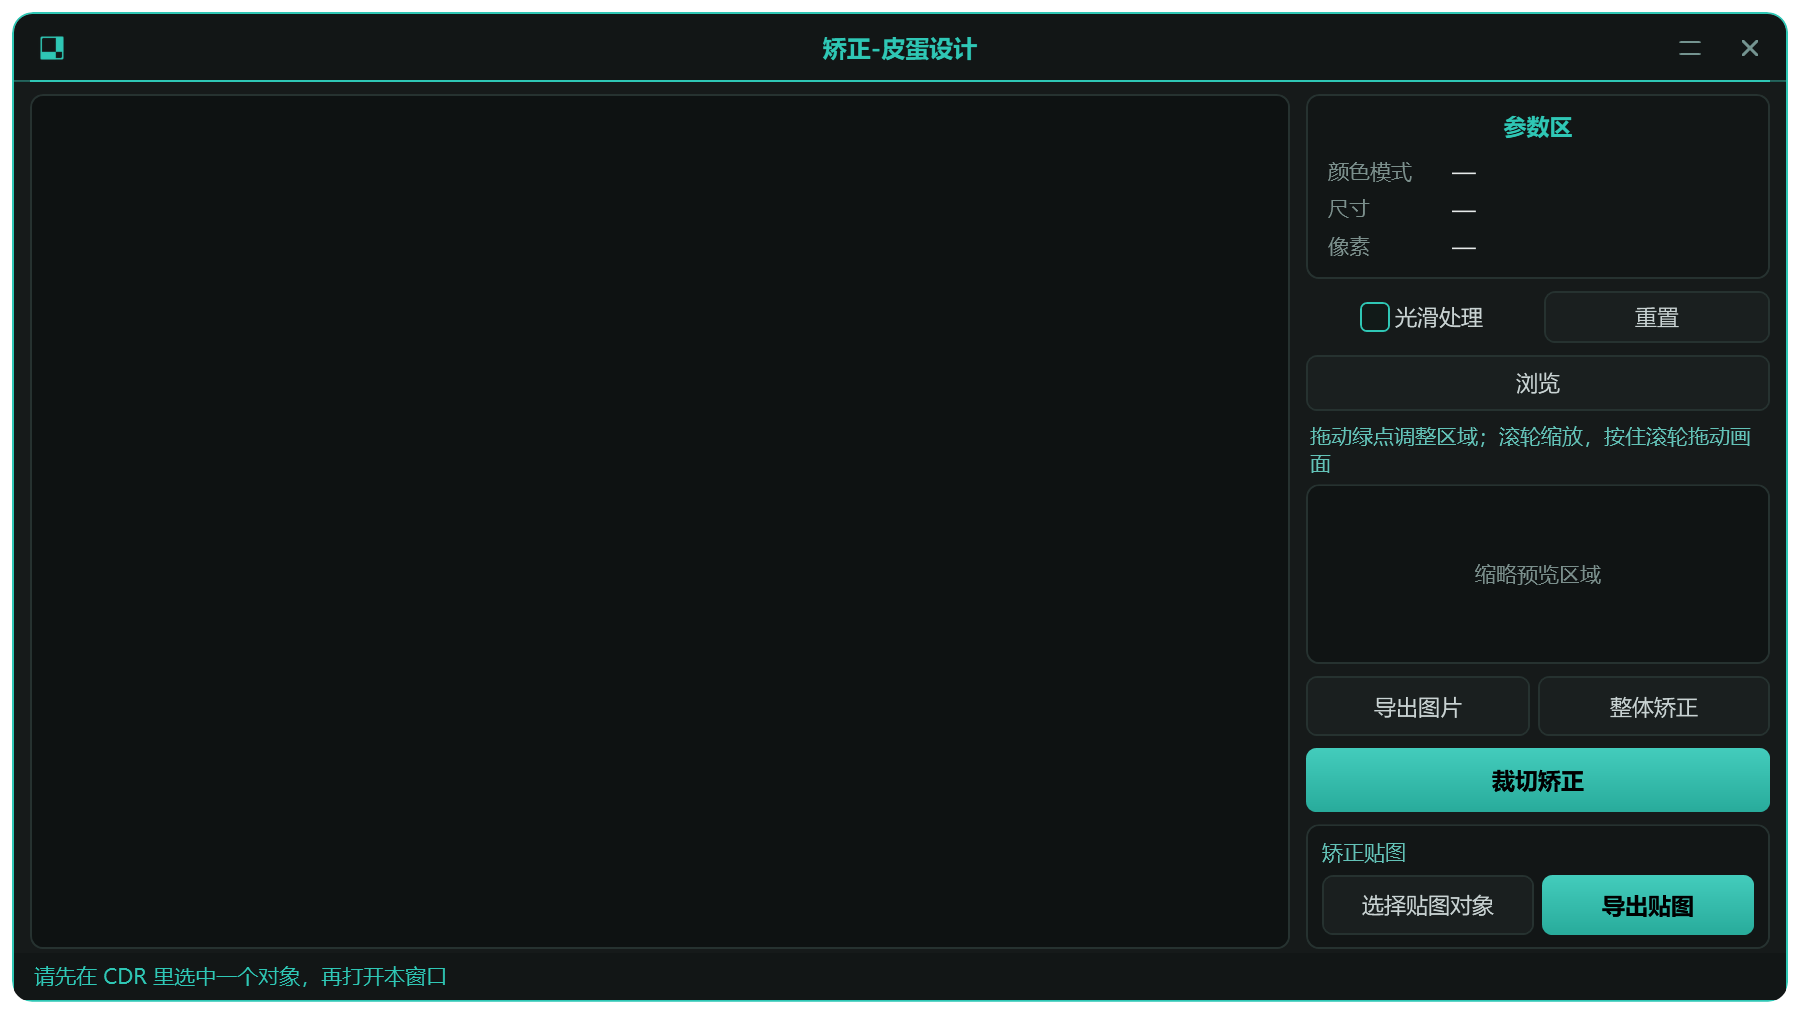 矫正-皮蛋设计
参数区
颜色模式 —
尺寸 —
像素 —
光滑处理
重置
浏览
拖动绿点调整区域；滚轮缩放，按住滚轮拖动画
面
缩略预览区域
导出图片
整体矫正
裁切矫正
矫正贴图
选择贴图对象
导出贴图
请先在 CDR 里选中一个对象，再打开本窗口